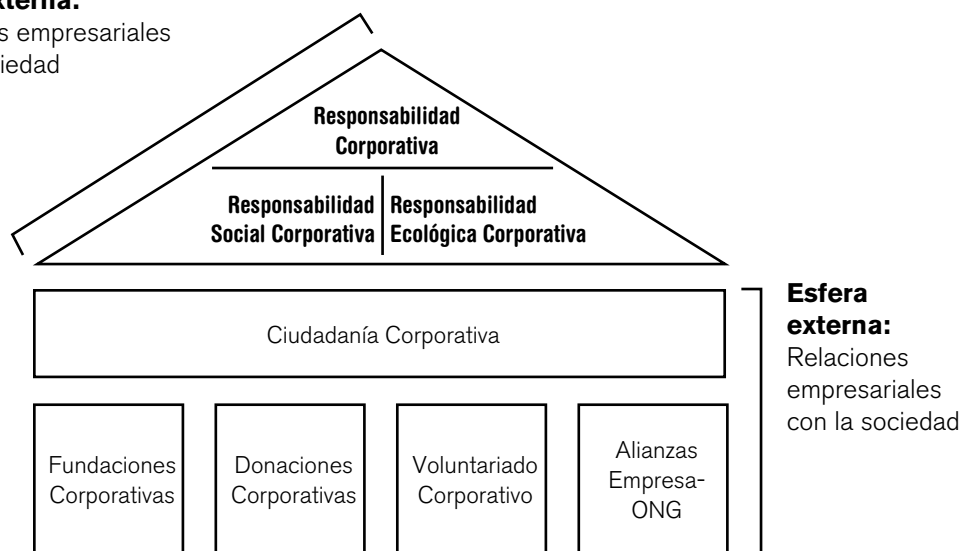 xterna:
s empresariales
iedad
Responsabilidad
Corporativa
Responsabilidad
Social Corporativa
Responsabilidad
Ecológica Corporativa
Ciudadanía Corporativa
Esfera
externa:
Relaciones
empresariales
con la sociedad
Fundaciones
Corporativas
Donaciones
Corporativas
Voluntariado
Corporativo
Alianzas
Empresa-
ONG